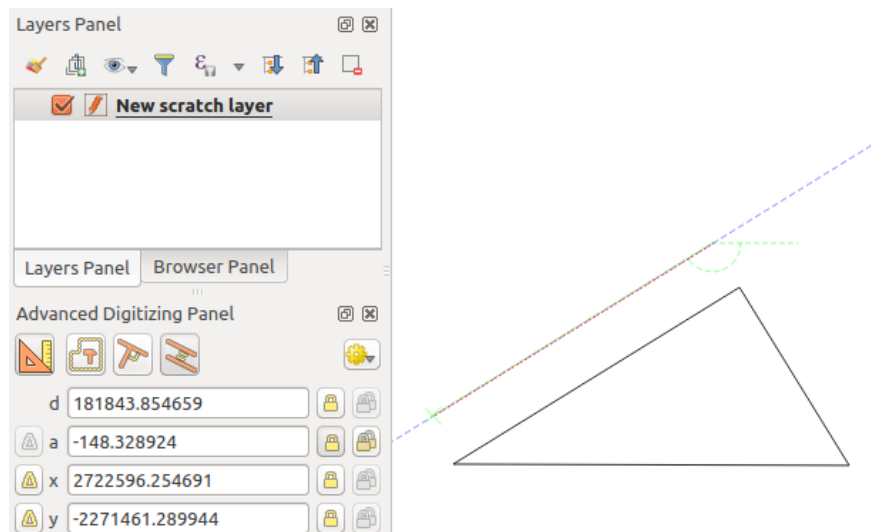 Layers Panel
New scratch layer
Layers Panel Browser Panel
Advanced Digitizing Panel
d 181843.854659
a -148.328924
x 2722596.254691
y -2271461.289944